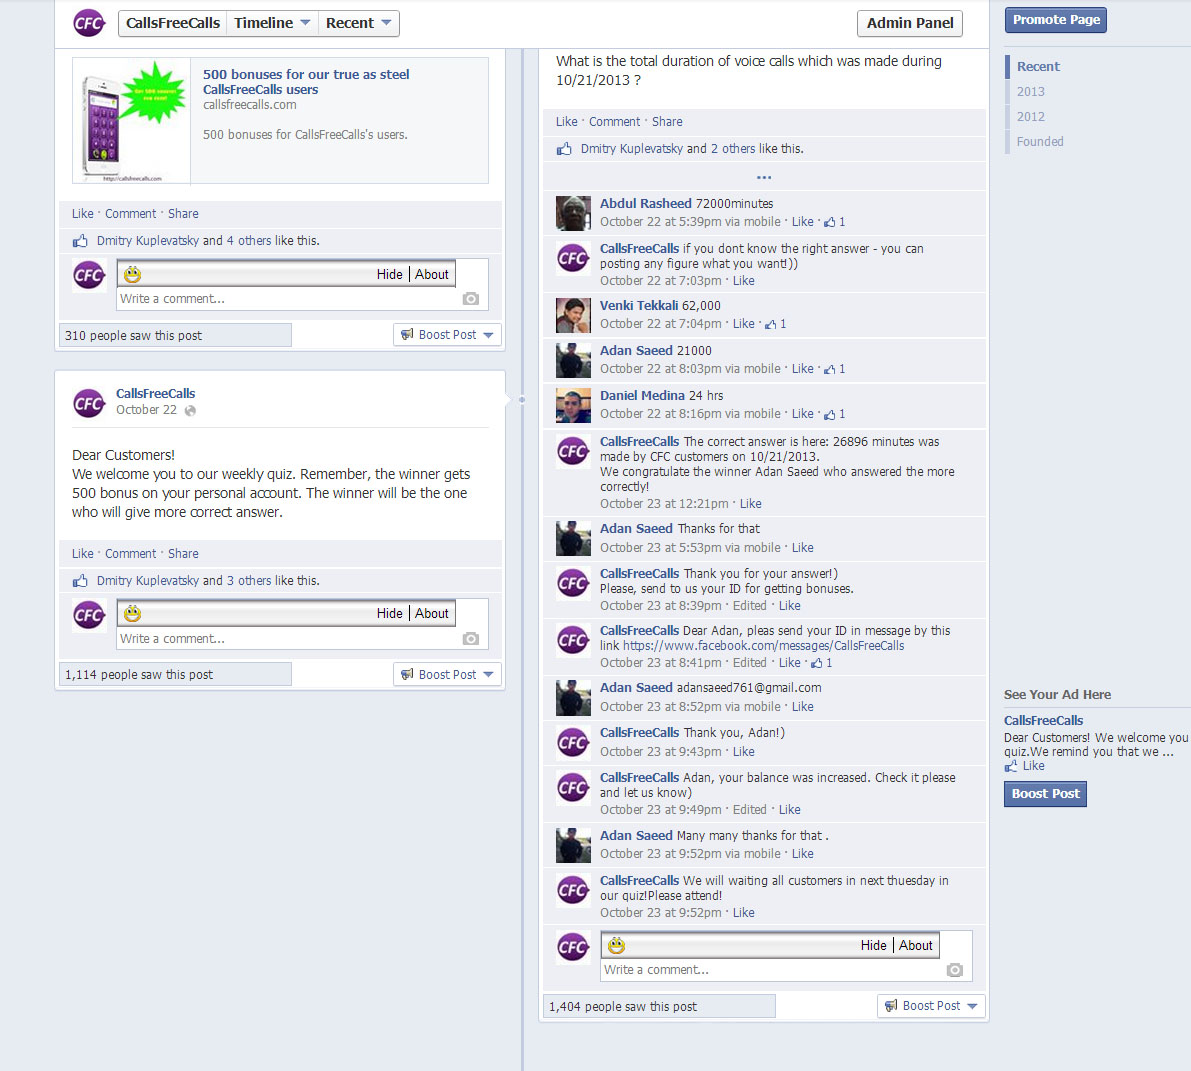 CFC
CallsFreeCalls
Timeline
Recent
Admin Panel
500 bonuses for our true as steel
CallsFreeCalls users
callsfreecalls.com
500 bonuses for CallsFreeCalls's users.
http://callsfreecalls.com
Like · Comment · Share
Dmitry Kuplevatsky and 4 others like this.
CFC
Hide | About
Write a comment...
310 people saw this post
Boost Post
CFC
CallsFreeCalls
October 22
Dear Customers!
We welcome you to our weekly quiz. Remember, the winner gets
500 bonus on your personal account. The winner will be the one
who will give more correct answer.
Like · Comment · Share
Dmitry Kuplevatsky and 3 others like this.
CFC
Hide | About
Write a comment...
1,114 people saw this post
Boost Post
What is the total duration of voice calls which was made during
10/21/2013 ?
Like · Comment · Share
Dmitry Kuplevatsky and 2 others like this.
...
Abdul Rasheed 72000minutes
October 22 at 5:39pm via mobile · Like · 1
CFC
CallsFreeCalls if you dont know the right answer - you can
posting any figure what you want!))
October 22 at 7:03pm · Like
Venki Tekkali 62,000
October 22 at 7:04pm · Like · 1
Adan Saeed 21000
October 22 at 8:03pm via mobile · Like · 1
Daniel Medina 24 hrs
October 22 at 8:16pm via mobile · Like · 1
CFC
CallsFreeCalls The correct answer is here: 26896 minutes was
made by CFC customers on 10/21/2013.
We congratulate the winner Adan Saeed who answered the more
correctly!
October 23 at 12:21pm · Like
Adan Saeed Thanks for that
October 23 at 5:53pm via mobile · Like
CFC
CallsFreeCalls Thank you for your answer!)
Please, send to us your ID for getting bonuses.
October 23 at 8:39pm · Edited · Like
CFC
CallsFreeCalls Dear Adan, pleas send your ID in message by this
link https://www.facebook.com/messages/CallsFreeCalls
October 23 at 8:41pm · Edited · Like · 1
Adan Saeed adansaeed761@gmail.com
October 23 at 8:52pm via mobile · Like
CFC
CallsFreeCalls Thank you, Adan!)
October 23 at 9:43pm · Like
CFC
CallsFreeCalls Adan, your balance was increased. Check it please
and let us know)
October 23 at 9:49pm · Edited · Like
Adan Saeed Many many thanks for that .
October 23 at 9:52pm via mobile · Like
CFC
CallsFreeCalls We will waiting all customers in next thuesday in
our quiz!Please attend!
October 23 at 9:52pm · Like
CFC
Hide | About
Write a comment...
1,404 people saw this post
Boost Post
Promote Page
Recent
2013
2012
Founded
See Your Ad Here
CallsFreeCalls
Dear Customers! We welcome you
quiz.We remind you that we ...
Like
Boost Post